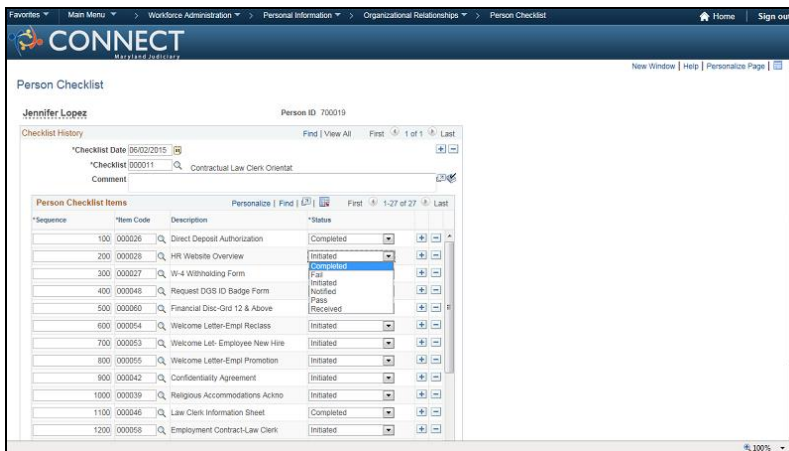 Favorites Main Menu > Workforce Administration > Personal Information > Organizational Relationships > Person Checklist Home Sign out
CONNECT
Maryland Judiciary
New Window | Help | Personalize Page |
Person Checklist
Jennifer Lopez Person ID 700019
Checklist History Find | View All First 1 of 1 Last
*Checklist Date 06/02/2015
*Checklist 000011 Contractual Law Clerk Orientat
Comment
Person Checklist Items Personalize | Find | First 1-27 of 27 Last
*Sequence *Item Code Description *Status
100 000026 Direct Deposit Authorization Completed
200 000028 HR Website Overview Initiated
Completed
300 000027 W-4 Withholding Form Fail
Initiated
400 000048 Request DGS ID Badge Form Notified
Pass
500 000060 Financial Disc-Grd 12 & Above Received
600 000054 Welcome Letter-Empl Reclass Initiated
700 000053 Welcome Let- Employee New Hire Initiated
800 000055 Welcome Letter-Empl Promotion Initiated
900 000042 Confidentiality Agreement Initiated
1000 000039 Religious Accommodations Ackno Initiated
1100 000046 Law Clerk Information Sheet Completed
1200 000058 Employment Contract-Law Clerk Initiated
100%